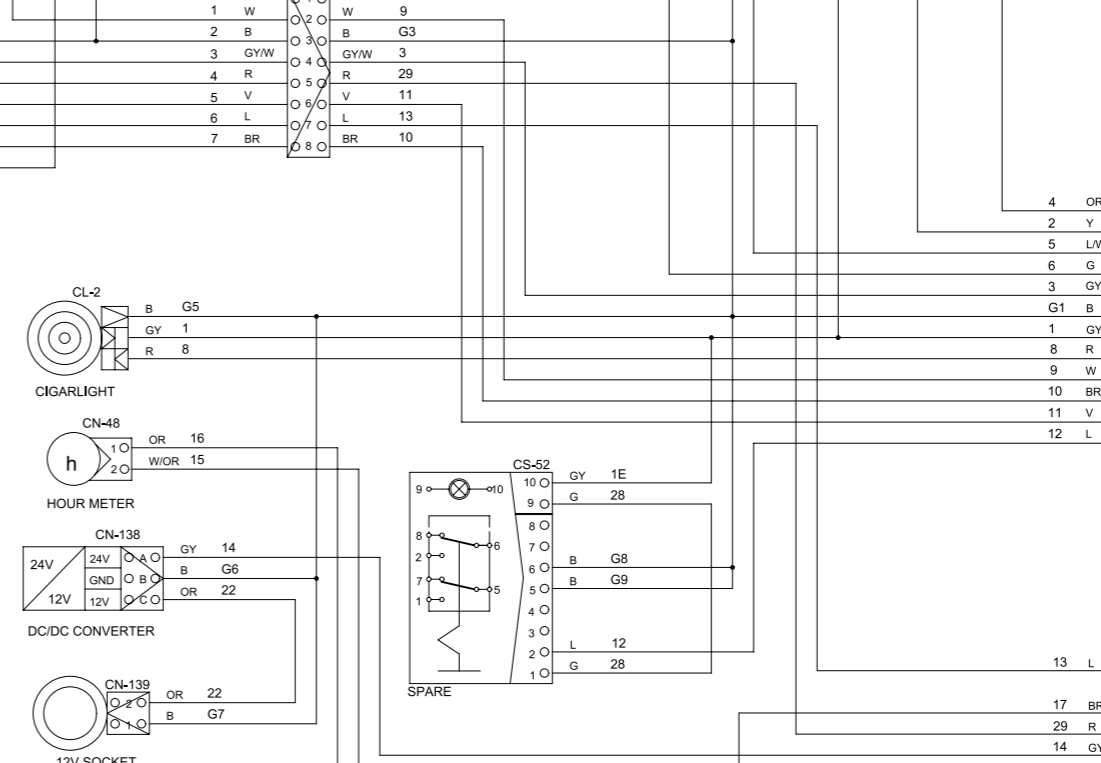 1 W 2 W 9
2 B 3 B G3
3 GY/W 4 GY/W 3
4 R 5 R 29
5 V 6 V 11
6 L 7 L 13
7 BR 8 BR 10
4 OR
2 Y
5 L/W
6 G
3 GY
CL-2
B G5 G1 B
GY 1 1 GY
R 8 8 R
9 W
CIGARLIGHT
10 BR
11 V
12 L
CN-48
1 OR 16
h
2 W/OR 15
HOUR METER
CS-52
9 10 10 GY 1E
9 G 28
8 6 8
2 7
7 5 6 B G8
1 5 B G9
4
3
2 L 12
1 G 28
SPARE
CN-138
24V 24V A GY 14
GND B B G6
12V 12V C OR 22
DC/DC CONVERTER
CN-139
2 OR 22
1 B G7
12V SOCKET
13 L
17 BR
29 R
14 GY